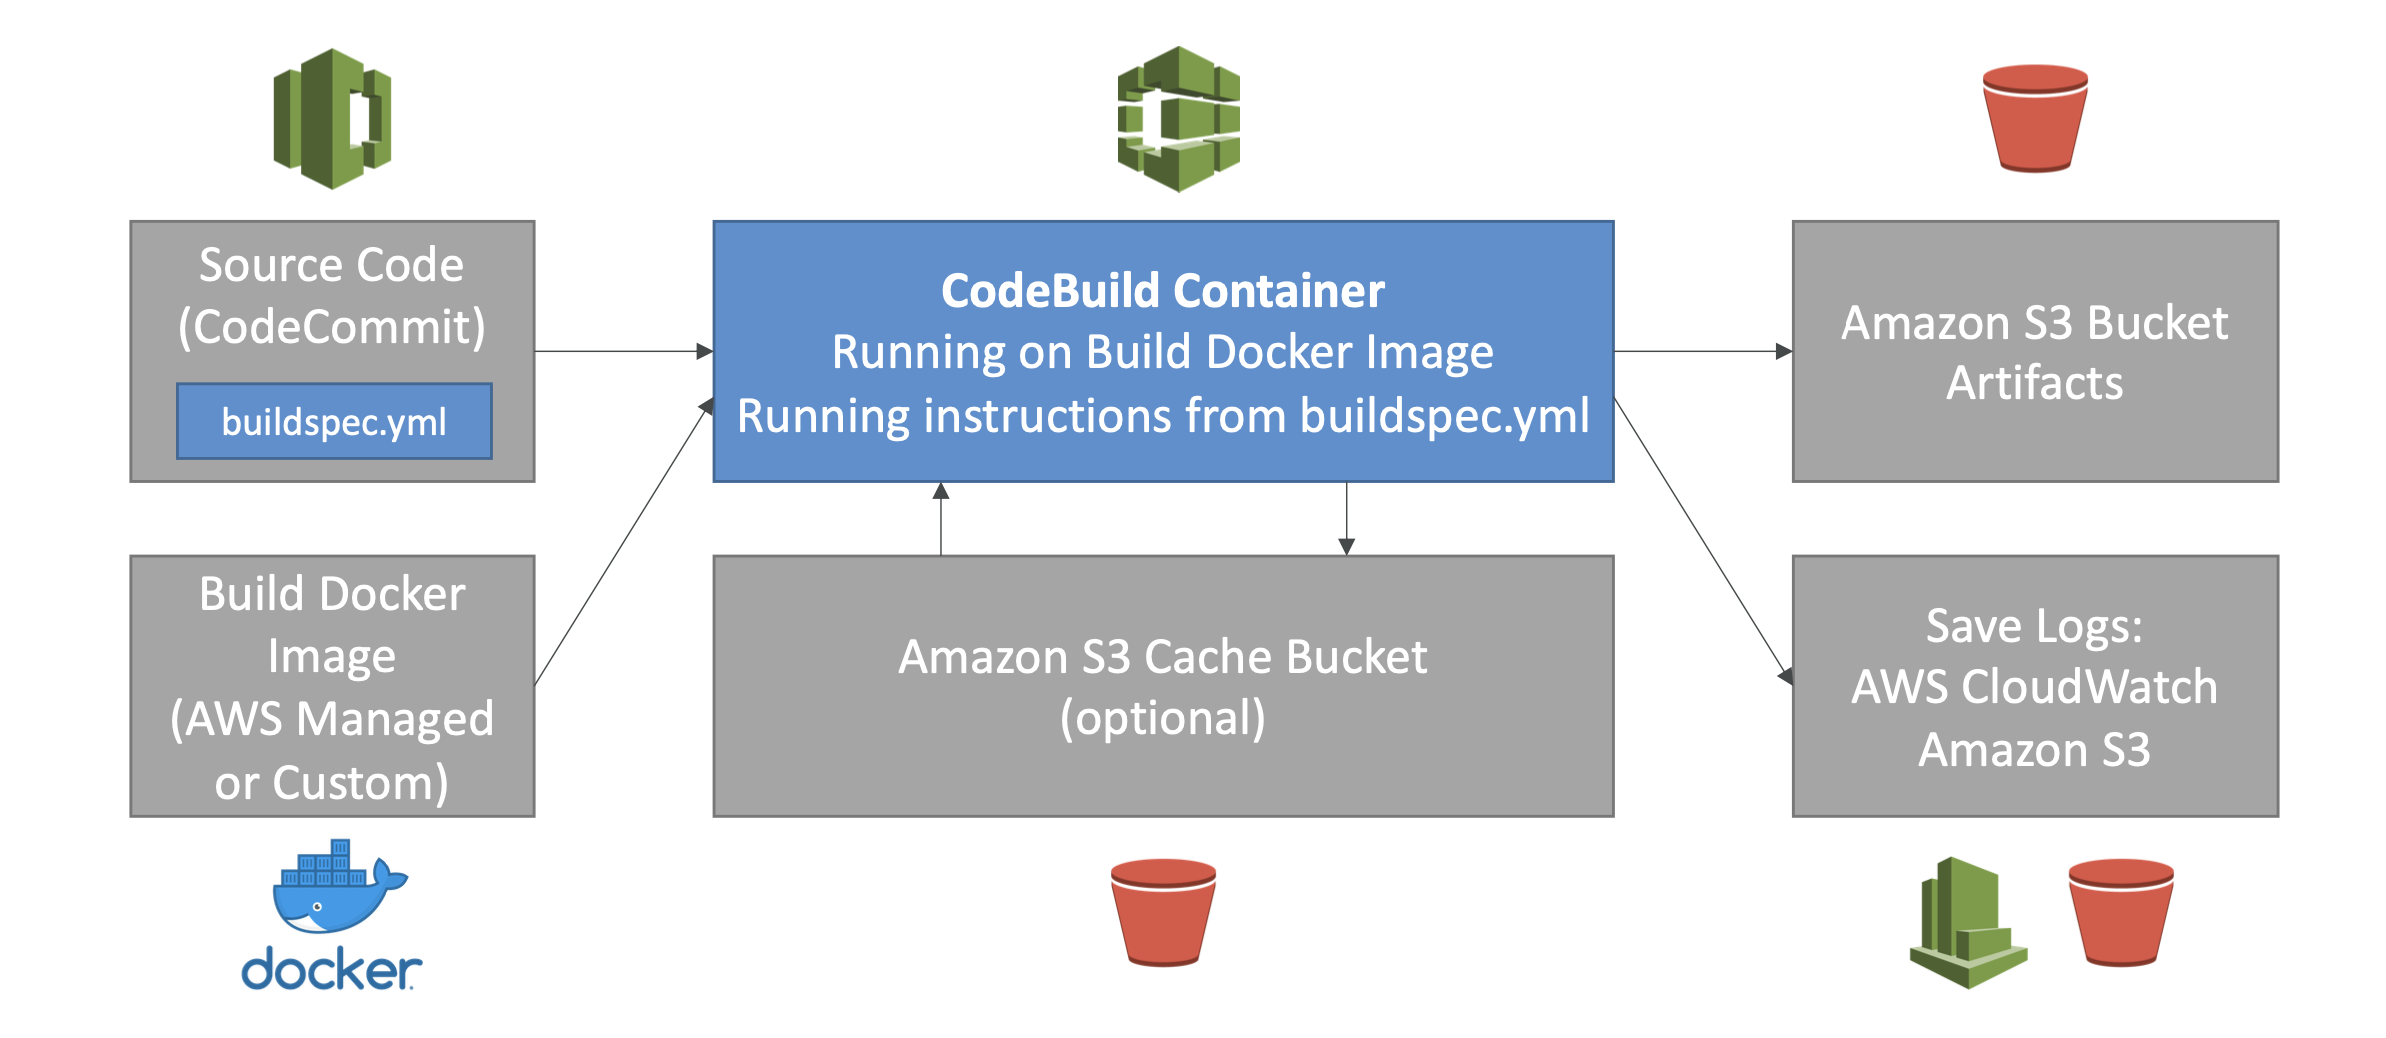 Source Code
(CodeCommit)
buildspec.yml
CodeBuild Container
Running on Build Docker Image
Running instructions from buildspec.yml
Amazon S3 Bucket
Artifacts
Build Docker
Image
(AWS Managed
or Custom)
Amazon S3 Cache Bucket
(optional)
Save Logs:
AWS CloudWatch
Amazon S3
docker